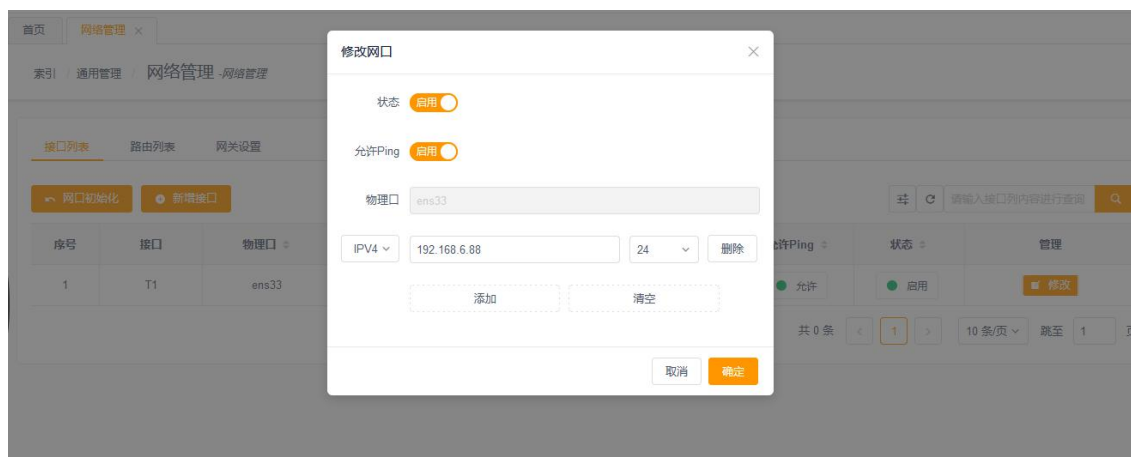 首页 网络管理 ×
索引 / 通用管理 / 网络管理 -网络管理
接口列表 路由列表 网关设置
网口初始化 新增接口
请输入接口列内容进行查询
序号 接口 物理口 允许Ping 状态 管理
1 T1 ens33 允许 启用 修改
共 0 条 < 1 > 10 条/页 跳至 1
修改网口 ×
状态 启用
允许Ping 启用
物理口 ens33
IPV4 192.168.6.88 24 删除
添加 清空
取消 确定